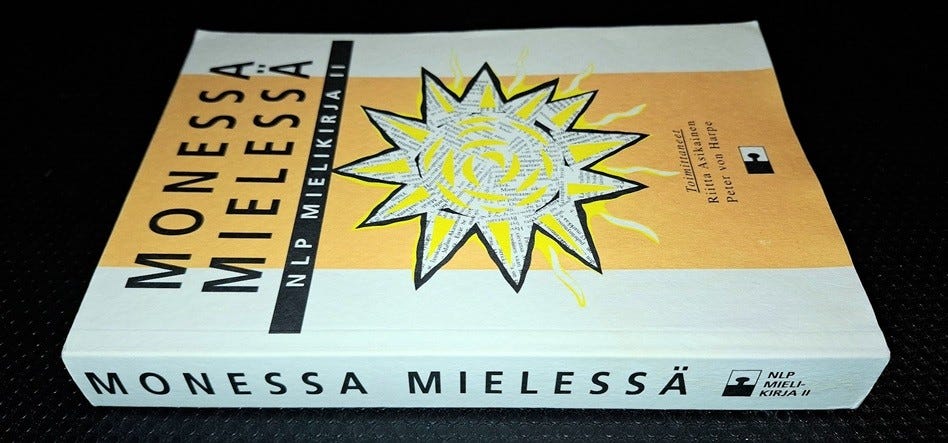 MONESSA
MIELESSÄ
NLP MIELIKIRJA II
Toimittaneet
Riitta Asikainen
Peter von Harpe
MONESSA MIELESSÄ
NLP
MIELI-
KIRJA II